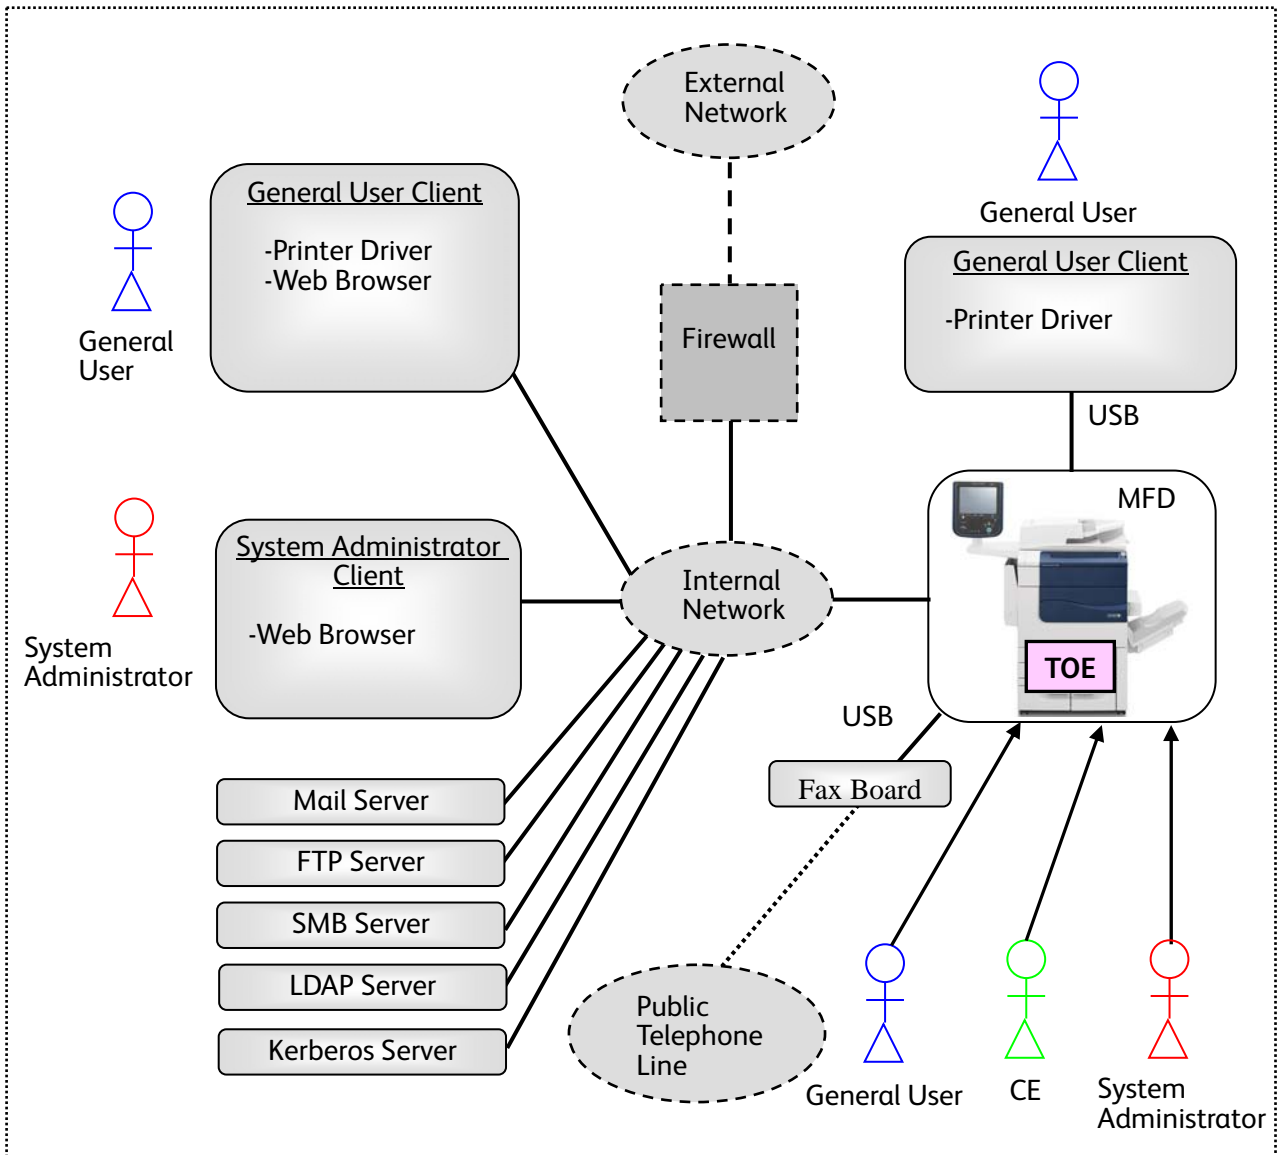 External
Network
General User
General User Client
-Printer Driver
-Web Browser
General
User
General User Client
-Printer Driver
Firewall
USB
MFD
System Administrator
Client
-Web Browser
System
Administrator
Internal
Network
TOE
USB
Fax Board
Mail Server
FTP Server
SMB Server
LDAP Server
Kerberos Server
Public
Telephone
Line
General User
CE
System
Administrator